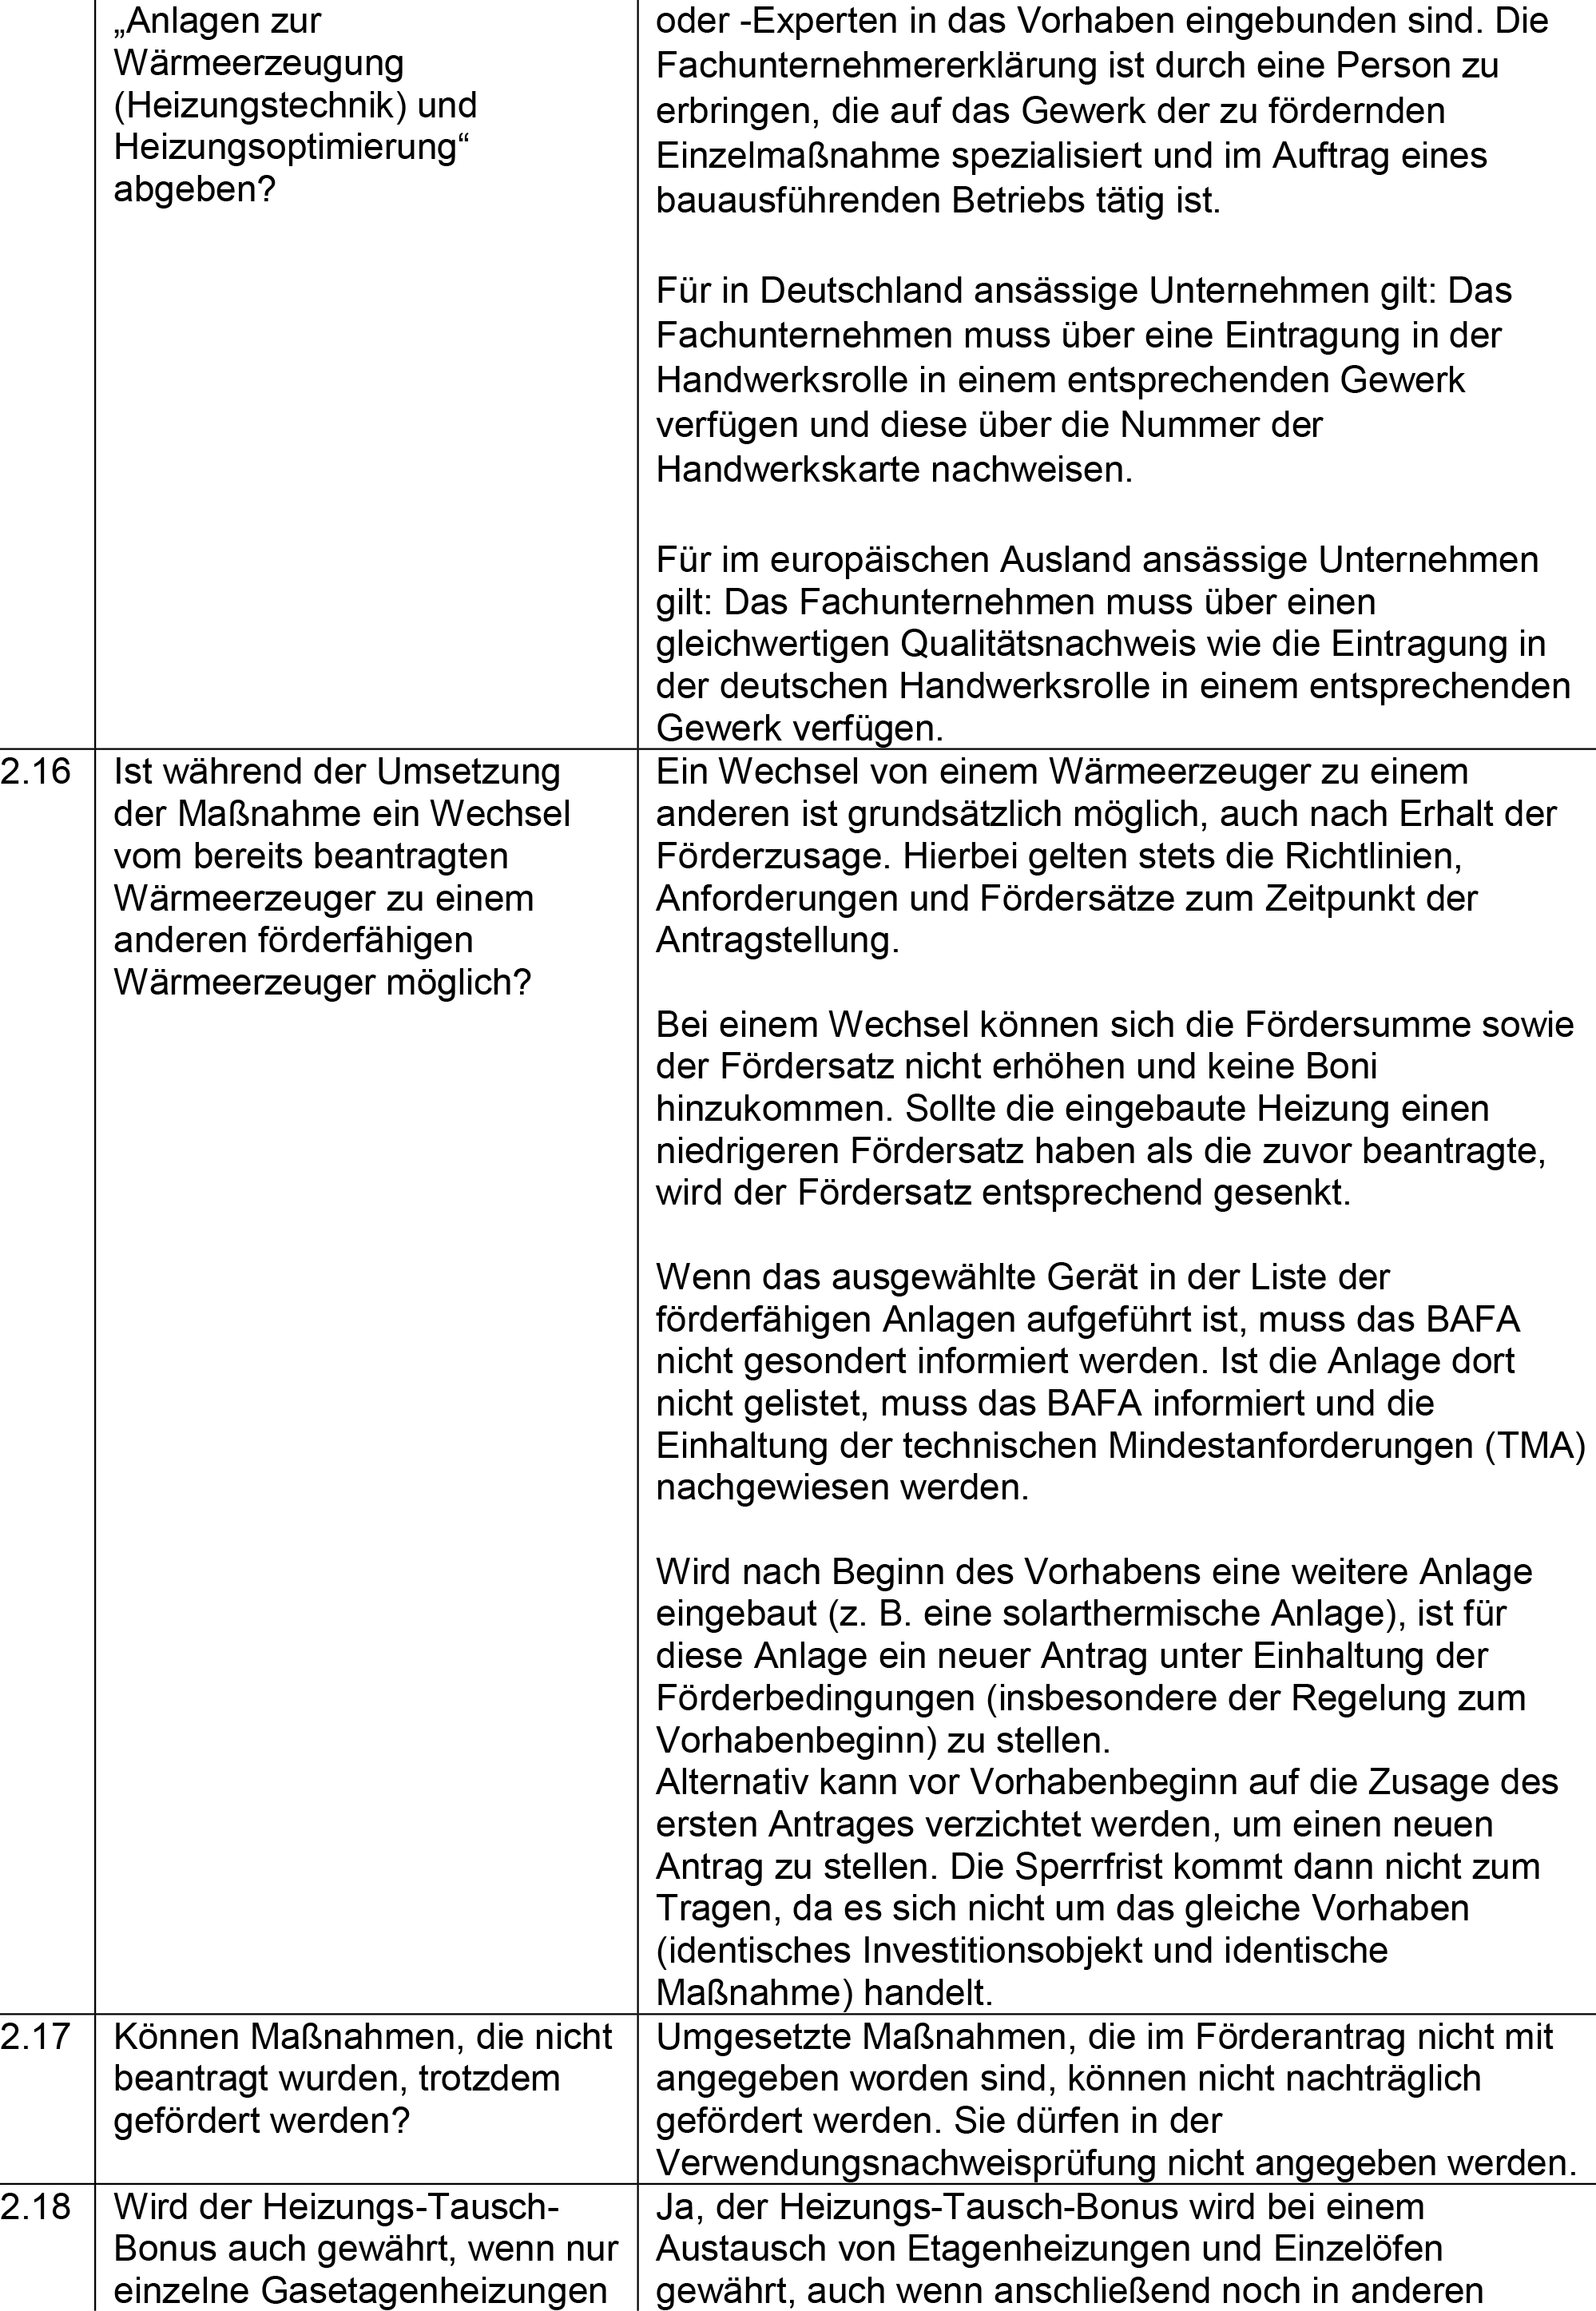 „Anlagen zur
Wärmeerzeugung
(Heizungstechnik) und
Heizungsoptimierung“
abgeben?
oder -Experten in das Vorhaben eingebunden sind. Die
Fachunternehmererklärung ist durch eine Person zu
erbringen, die auf das Gewerk der zu fördernden
Einzelmaßnahme spezialisiert und im Auftrag eines
bauausführenden Betriebs tätig ist.
Für in Deutschland ansässige Unternehmen gilt: Das
Fachunternehmen muss über eine Eintragung in der
Handwerksrolle in einem entsprechenden Gewerk
verfügen und diese über die Nummer der
Handwerkskarte nachweisen.
Für im europäischen Ausland ansässige Unternehmen
gilt: Das Fachunternehmen muss über einen
gleichwertigen Qualitätsnachweis wie die Eintragung in
der deutschen Handwerksrolle in einem entsprechenden
Gewerk verfügen.
2.16
Ist während der Umsetzung
der Maßnahme ein Wechsel
vom bereits beantragten
Wärmeerzeuger zu einem
anderen förderfähigen
Wärmeerzeuger möglich?
Ein Wechsel von einem Wärmeerzeuger zu einem
anderen ist grundsätzlich möglich, auch nach Erhalt der
Förderzusage. Hierbei gelten stets die Richtlinien,
Anforderungen und Fördersätze zum Zeitpunkt der
Antragstellung.
Bei einem Wechsel können sich die Fördersumme sowie
der Fördersatz nicht erhöhen und keine Boni
hinzukommen. Sollte die eingebaute Heizung einen
niedrigeren Fördersatz haben als die zuvor beantragte,
wird der Fördersatz entsprechend gesenkt.
Wenn das ausgewählte Gerät in der Liste der
förderfähigen Anlagen aufgeführt ist, muss das BAFA
nicht gesondert informiert werden. Ist die Anlage dort
nicht gelistet, muss das BAFA informiert und die
Einhaltung der technischen Mindestanforderungen (TMA)
nachgewiesen werden.
Wird nach Beginn des Vorhabens eine weitere Anlage
eingebaut (z. B. eine solarthermische Anlage), ist für
diese Anlage ein neuer Antrag unter Einhaltung der
Förderbedingungen (insbesondere der Regelung zum
Vorhabenbeginn) zu stellen.
Alternativ kann vor Vorhabenbeginn auf die Zusage des
ersten Antrages verzichtet werden, um einen neuen
Antrag zu stellen. Die Sperrfrist kommt dann nicht zum
Tragen, da es sich nicht um das gleiche Vorhaben
(identisches Investitionsobjekt und identische
Maßnahme) handelt.
2.17
Können Maßnahmen, die nicht
beantragt wurden, trotzdem
gefördert werden?
Umgesetzte Maßnahmen, die im Förderantrag nicht mit
angegeben worden sind, können nicht nachträglich
gefördert werden. Sie dürfen in der
Verwendungsnachweisprüfung nicht angegeben werden.
2.18
Wird der Heizungs-Tausch-
Bonus auch gewährt, wenn nur
einzelne Gasetagenheizungen
Ja, der Heizungs-Tausch-Bonus wird bei einem
Austausch von Etagenheizungen und Einzelöfen
gewährt, auch wenn anschließend noch in anderen